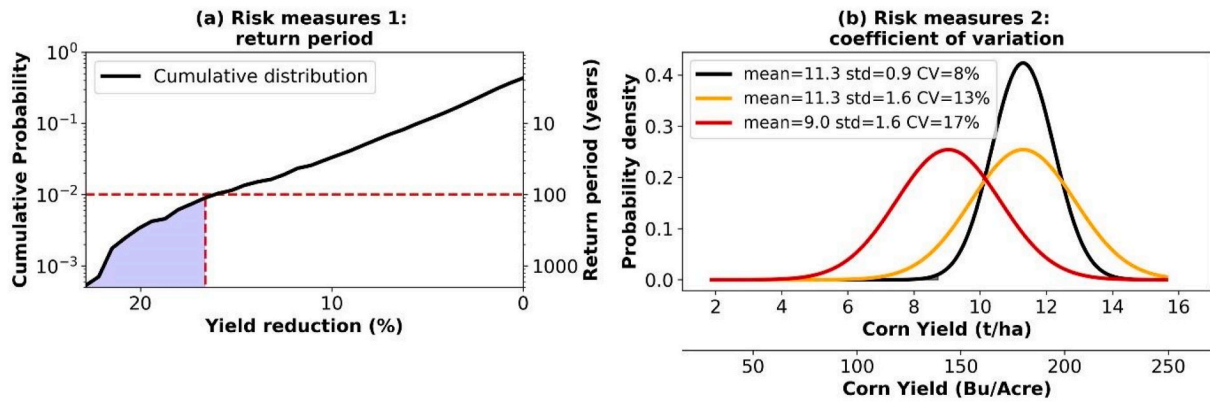 (a) Risk measures 1:
return period
10⁰
10⁻¹
10⁻²
10⁻³
Cumulative Probability
Cumulative distribution
10
100
1000
Return period (years)
20 10 0
Yield reduction (%)
(b) Risk measures 2:
coefficient of variation
0.4
0.3
0.2
0.1
0.0
Probability density
mean=11.3 std=0.9 CV=8%
mean=11.3 std=1.6 CV=13%
mean=9.0 std=1.6 CV=17%
2 4 6 8 10 12 14 16
Corn Yield (t/ha)
50 100 150 200 250
Corn Yield (Bu/Acre)